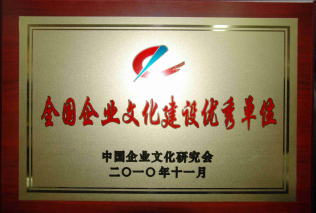 全国企业文化建设优秀单位
中国企业文化研究会
二〇一〇年十一月